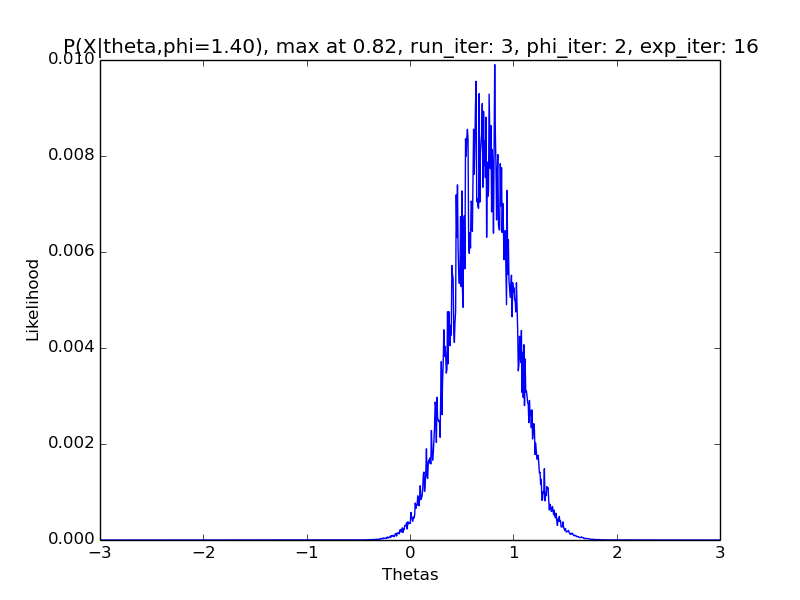 P(X|theta,phi=1.40), max at 0.82, run_iter: 3, phi_iter: 2, exp_iter: 16
0.010
0.008
0.006
0.004
0.002
0.000
Likelihood
−3 −2 −1 0 1 2 3
Thetas